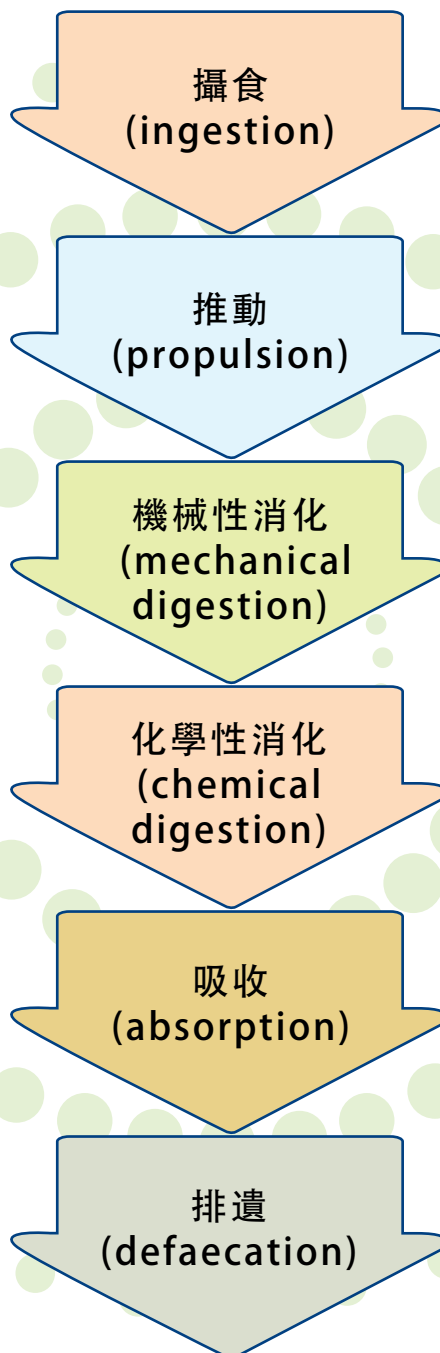 攝食
(ingestion)
推動
(propulsion)
機械性消化
(mechanical
digestion)
化學性消化
(chemical
digestion)
吸收
(absorption)
排遺
(defaecation)